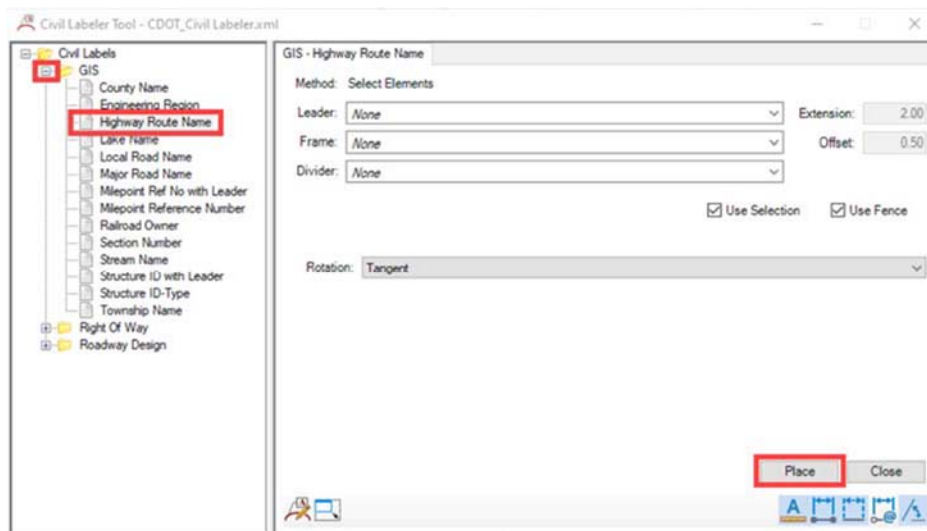 Civil Labeler Tool - CDOT_Civil Labeler.xml
Civil Labels
GIS
County Name
Engineering Region
Highway Route Name
Lake Name
Local Road Name
Major Road Name
Milepoint Ref No with Leader
Milepoint Reference Number
Railroad Owner
Section Number
Stream Name
Structure ID with Leader
Structure ID-Type
Township Name
Right Of Way
Roadway Design
GIS - Highway Route Name
Method: Select Elements
Leader: None Extension: 2.00
Frame: None Offset: 0.50
Divider: None
Use Selection Use Fence
Rotation: Tangent
Place Close
A